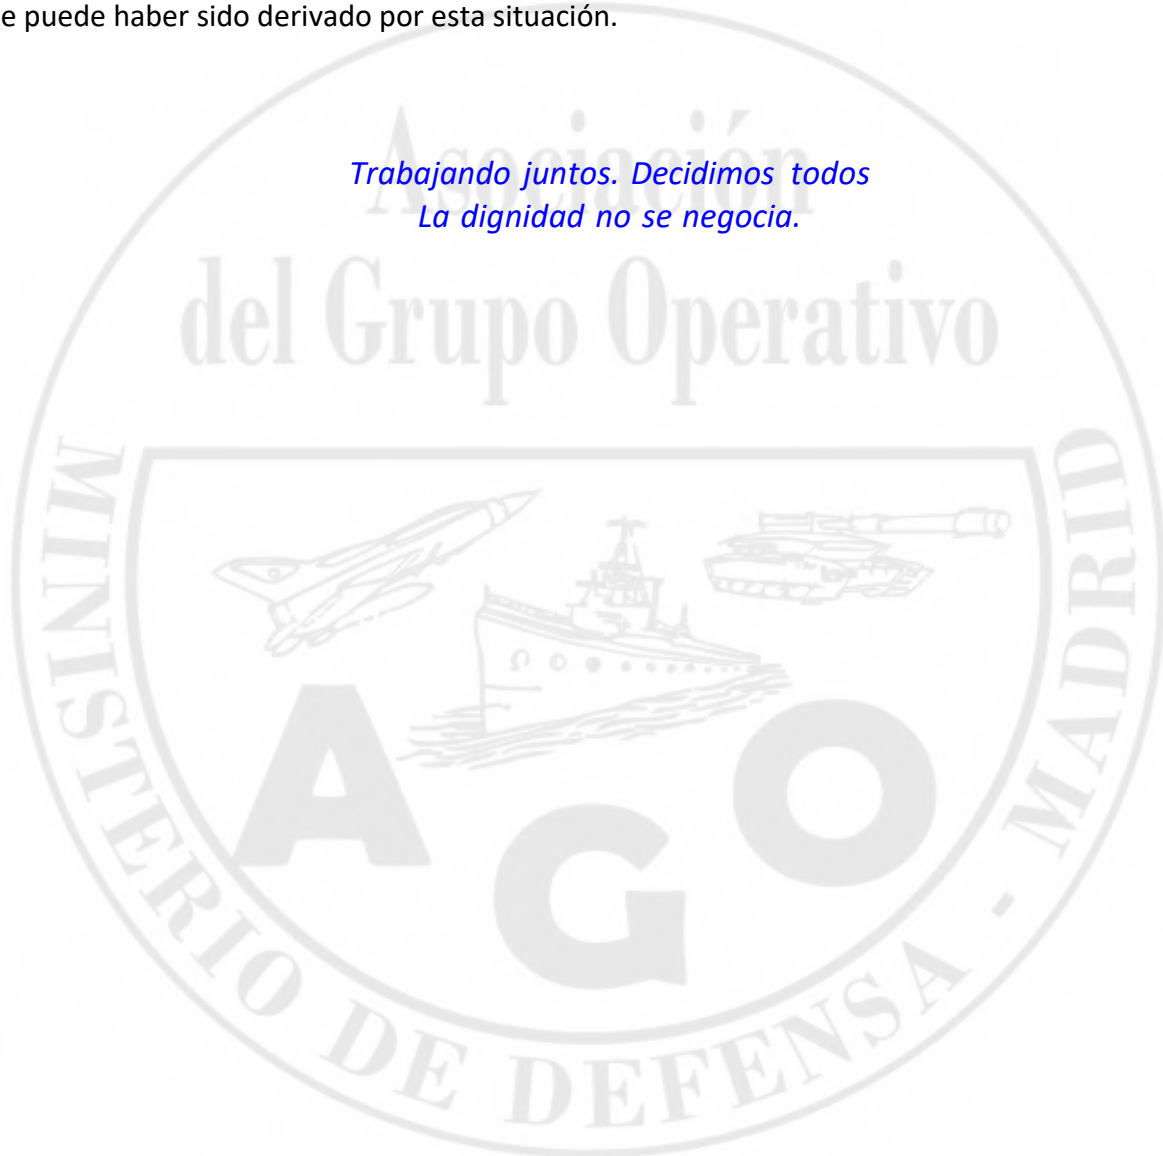 e puede haber sido derivado por esta situación.
Trabajando juntos. Decidimos todos
La dignidad no se negocia.
Asociación
del Grupo Operativo
MINISTERIO DE DEFENSA - MADRID
AGO